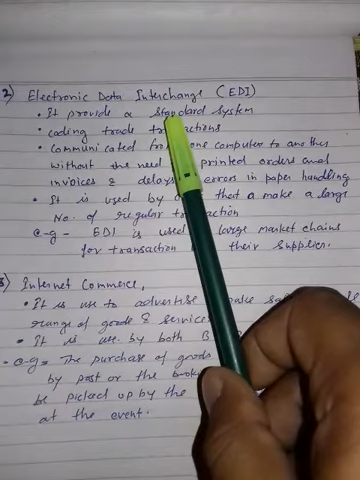 2) Electronic Data Interchange (EDI)
• It provide a standard system
• coding trade transactions
• communicated from one computer to another
without the need printed orders and
invoices & delays errors in paper handling
• It is used by that a make a large
No. of regular transaction
e-g- EDI is used large market chains
for transaction their supplier.
3) Internet Commerce,
• It is use to advertise make
range of goods & services
• It is use by both B
• e-g = The purchase of goods
by post or the
be picked up by the
at the event.